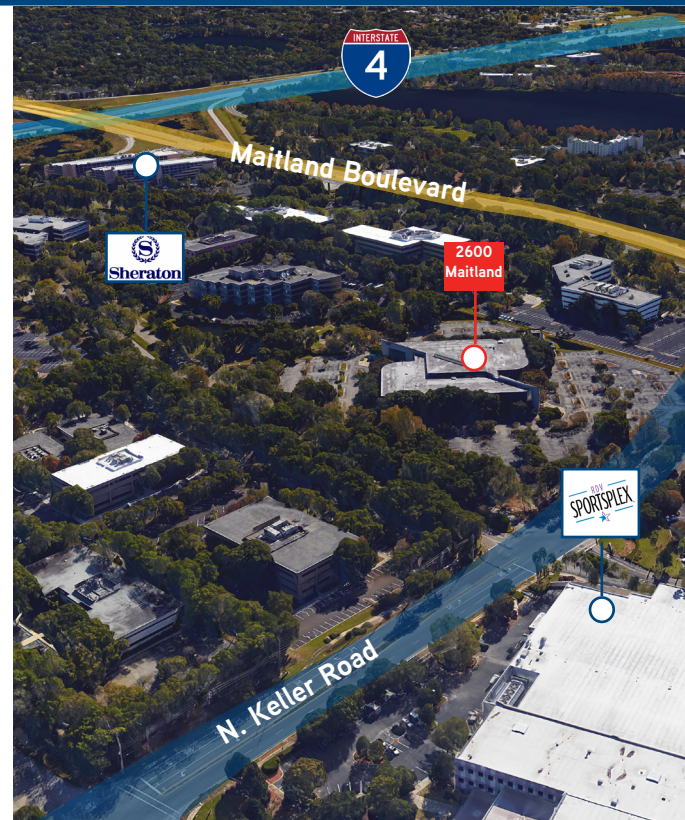 INTERSTATE
4
Maitland Boulevard
S
Sheraton
2600
Maitland
RDV
SPORTSPLEX
N. Keller Road